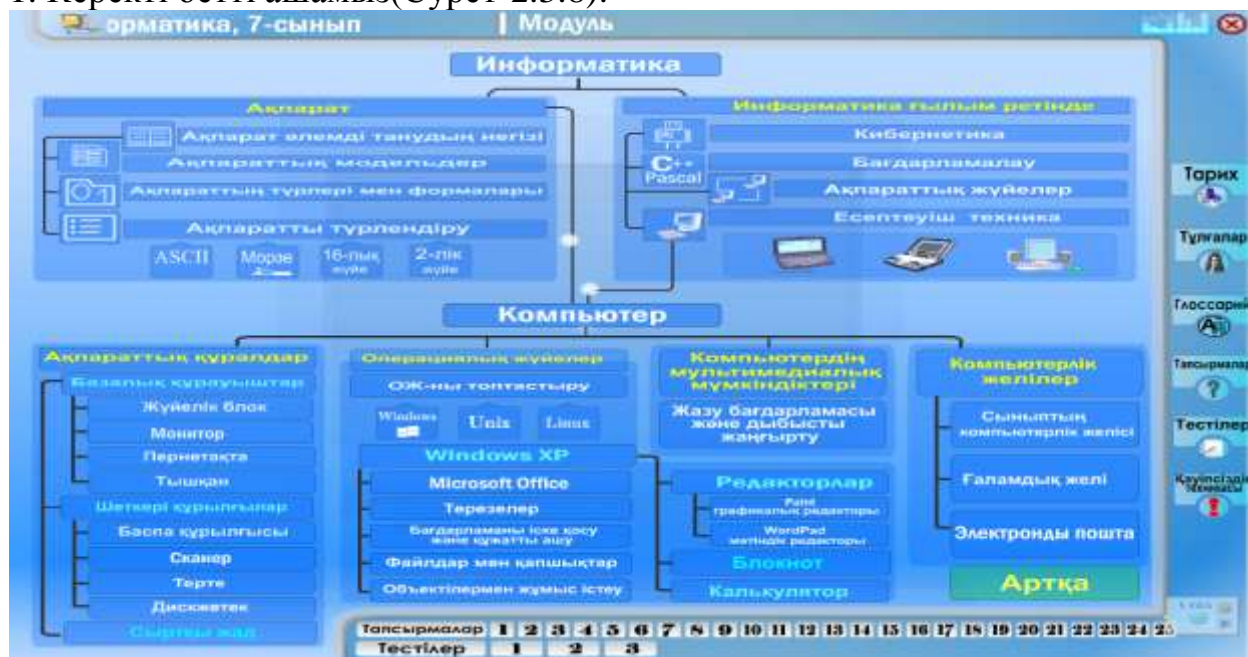 1. Керекті бетті ашамыз(Сурет 2.3.8).
орматика, 7-сынып | Модуль
Информатика
Ақпарат
Ақпарат әлемді танудың негізі
Ақпараттық модельдер
Ақпараттың түрлері мен формалары
Ақпаратты түрлендіру
ASCII Морзе 16-лық жүйе 2-лік жүйе
Информатика ғылым ретінде
Кибернетика
C++
Pascal
Бағдарламалау
Ақпараттық жүйелер
Есептеуіш техника
Компьютер
Ақпараттық құралдар
Базалық құрауыштар
Жүйелік блок
Монитор
Пернетақта
Тышқан
Шеткері құрылғылар
Баспа құрылғысы
Сканер
Дискжетек
Сыртқы жад
Операциялық жүйелер
ОЖ-ны топтастыру
Windows Unix Linux
Windows XP
Microsoft Office
Терезелер
Бағдарламаны іске қосу
және құжатты ашу
Файлдар мен қапшықтар
Объектілермен жұмыс істеу
Компьютердің
мультимедиалық
мүмкіндіктері
Жазу бағдарламасы
және дыбысты
жаңғырту
Редакторлар
Paint
графикалық редакторы
WordPad
мәтіндік редакторы
Блокнот
Калькулятор
Компьютерлік
желілер
Сыныптың
компьютерлік желісі
Ғаламдық желі
Электронды пошта
Артқа
Тарих
Тұлғалар
Глоссарий
Тапсырмалар
Тестілер
Қауіпсіздік
техникасы
Тапсырмалар 1 2 3 4 5 6 7 8 9 10 11 12 13 14 15 16 17 18 19 20 21 22 23 24 25
Тестілер 1 2 3